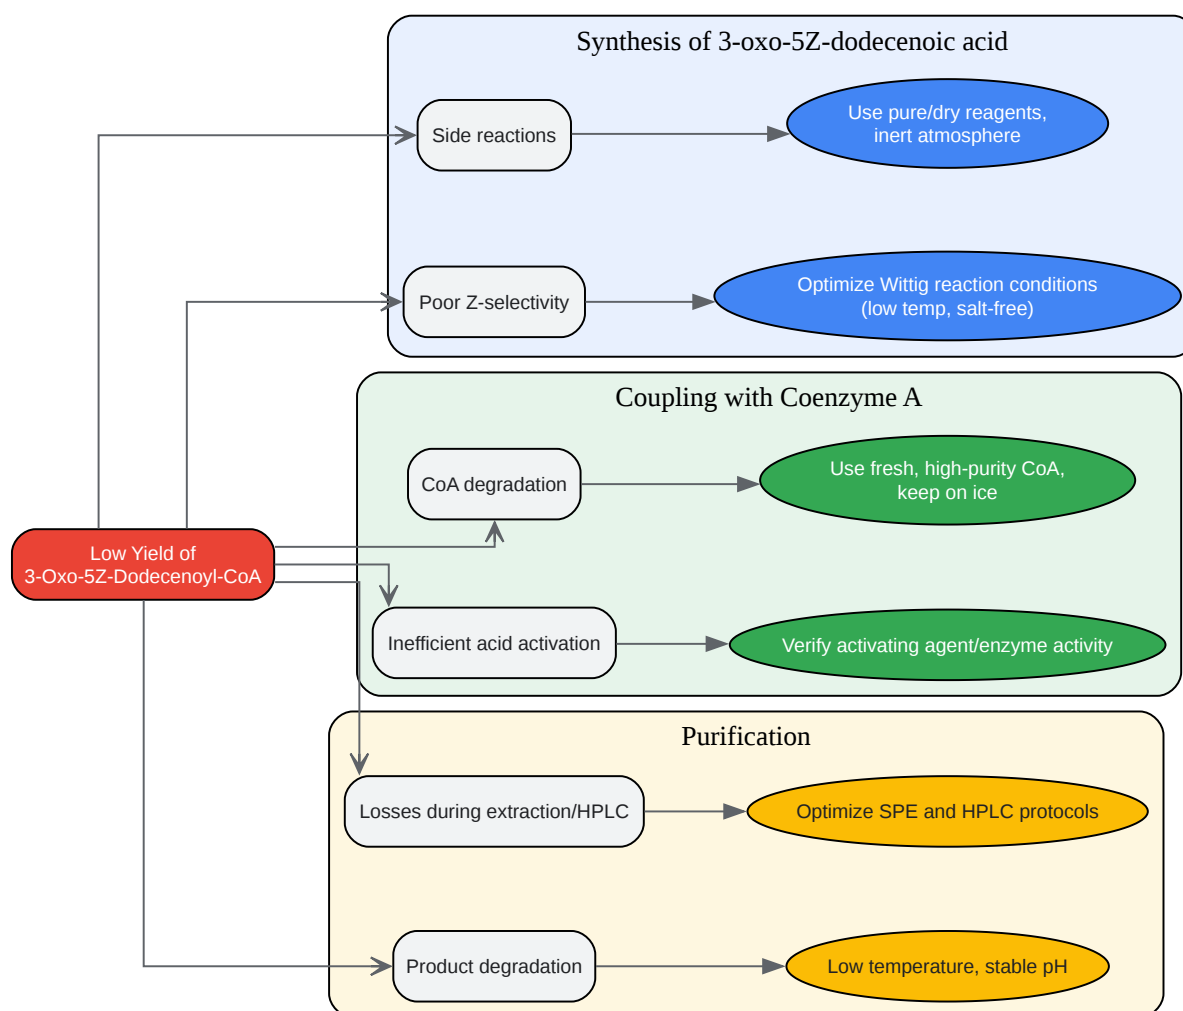 Synthesis of 3-oxo-5Z-dodecenoic acid
Side reactions
Use pure/dry reagents,
inert atmosphere
Poor Z-selectivity
Optimize Wittig reaction conditions
(low temp, salt-free)
Coupling with Coenzyme A
CoA degradation
Use fresh, high-purity CoA,
keep on ice
Low Yield of
3-Oxo-5Z-Dodecenoyl-CoA
Inefficient acid activation
Verify activating agent/enzyme activity
Purification
Losses during extraction/HPLC
Optimize SPE and HPLC protocols
Product degradation
Low temperature, stable pH